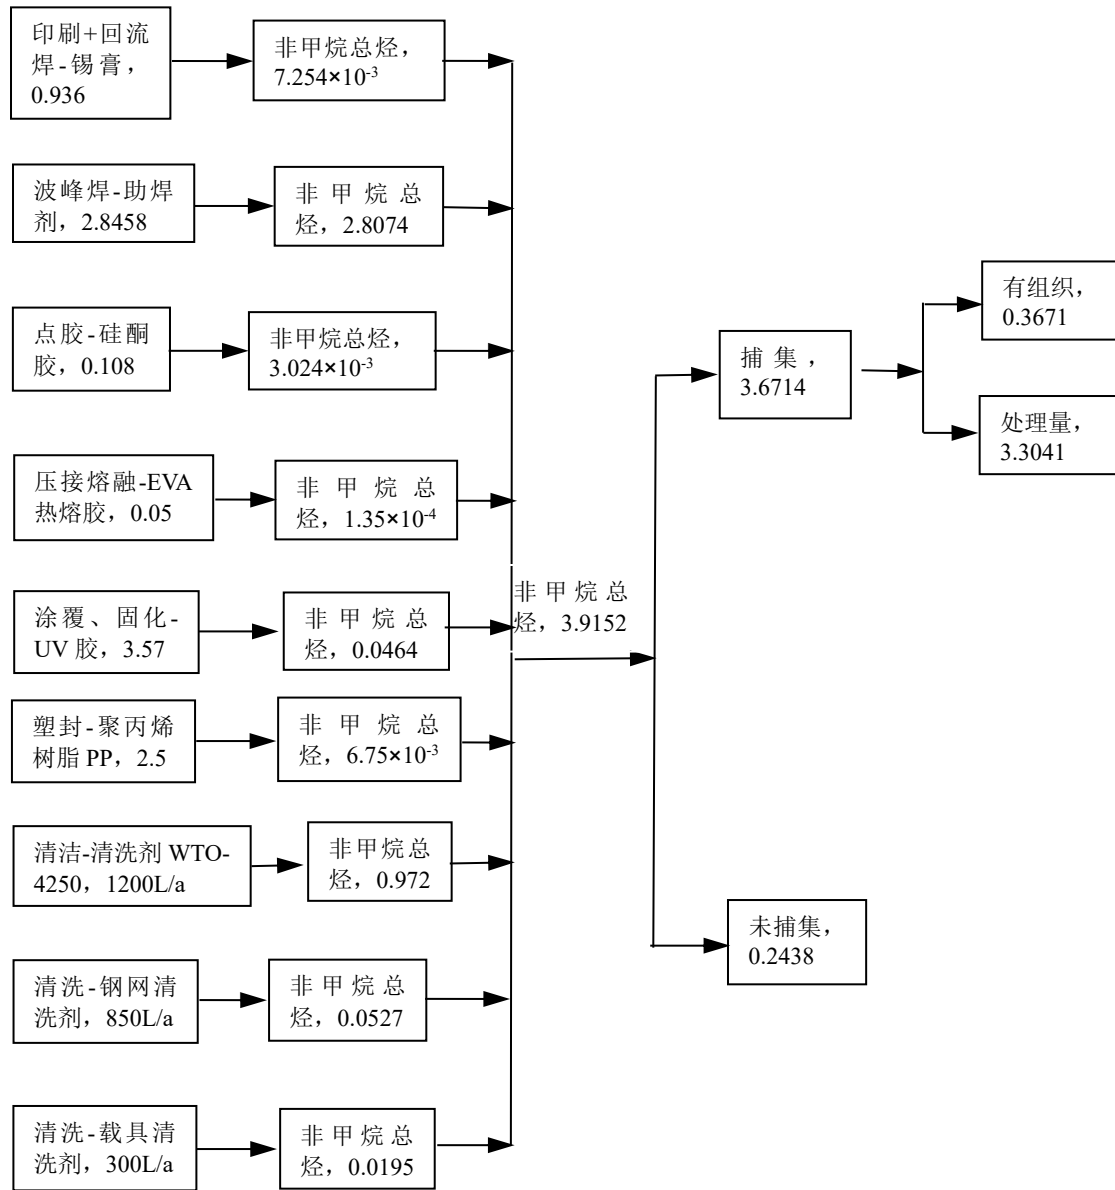 印刷+回流
焊-锡膏，
0.936
非甲烷总烃，
7.254×10⁻³
波峰焊-助焊
剂，2.8458
非甲烷总
烃，2.8074
点胶-硅酮
胶，0.108
非甲烷总烃，
3.024×10⁻³
压接熔融-EVA
热熔胶，0.05
非甲烷总
烃，1.35×10⁻⁴
涂覆、固化-
UV 胶，3.57
非甲烷总
烃，0.0464
塑封-聚丙烯
树脂 PP，2.5
非甲烷总
烃，6.75×10⁻³
清洁-清洗剂 WTO-
4250，1200L/a
非甲烷总
烃，0.972
清洗-钢网清
洗剂，850L/a
非甲烷总
烃，0.0527
清洗-载具清
洗剂，300L/a
非甲烷总
烃，0.0195
非甲烷总
烃，3.9152
捕集，
3.6714
有组织，
0.3671
处理量，
3.3041
未捕集，
0.2438